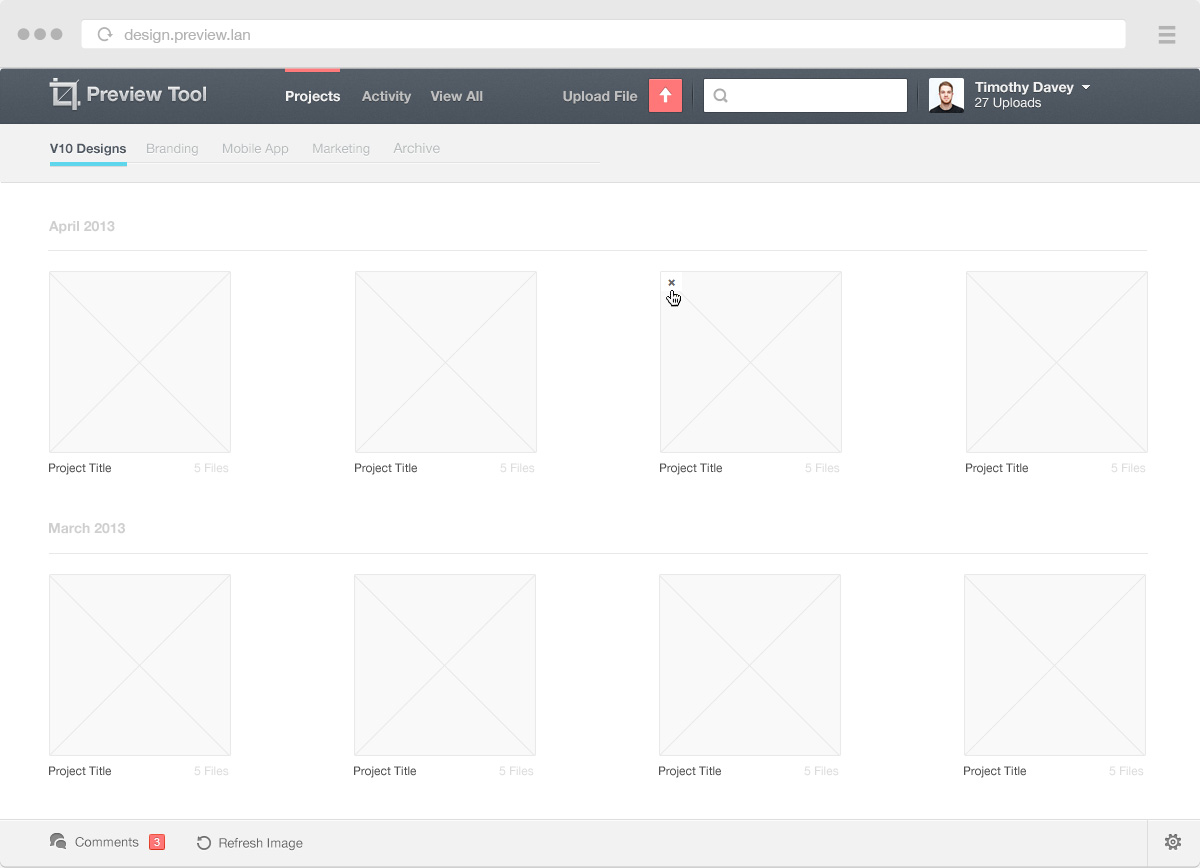 design.preview.lan
Preview Tool
Projects Activity View All Upload File
Timothy Davey
27 Uploads
V10 Designs Branding Mobile App Marketing Archive
April 2013
Project Title 5 Files Project Title 5 Files Project Title 5 Files Project Title 5 Files
March 2013
Project Title 5 Files Project Title 5 Files Project Title 5 Files Project Title 5 Files
Comments 3 Refresh Image